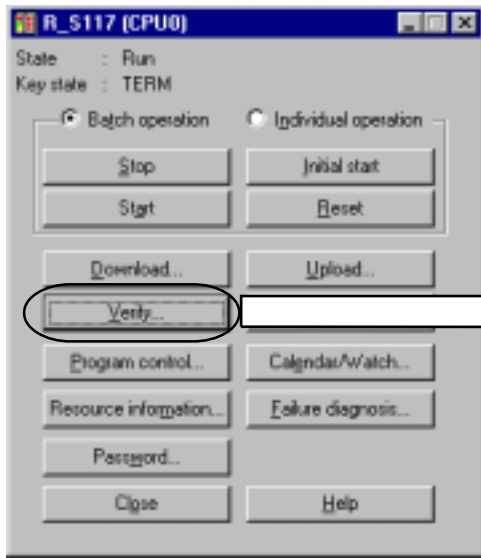 R_S117 (CPU0)
State : Run
Key state : TERM
Batch operation Individual operation
Stop Initial start
Start Reset
Download... Upload...
Verify...
Program control... Calendar/Watch...
Resource information... Failure diagnosis...
Password...
Close Help